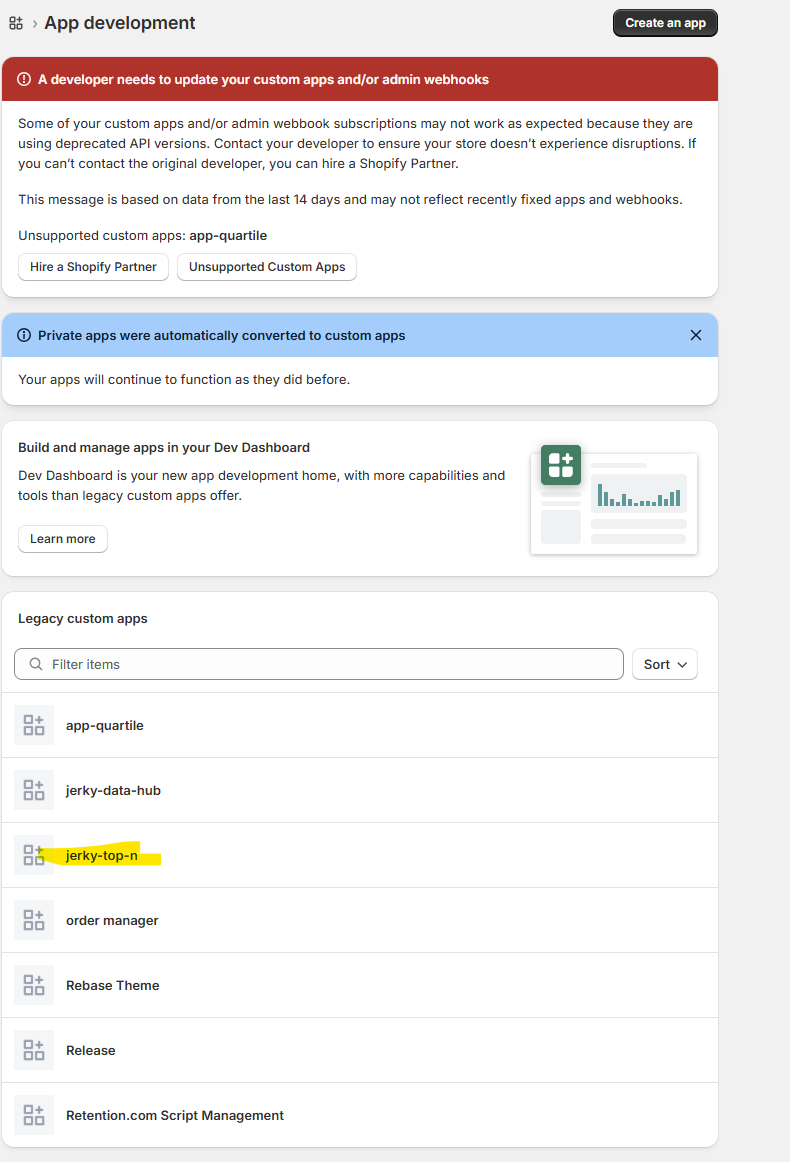 App development
Create an app
A developer needs to update your custom apps and/or admin webhooks
Some of your custom apps and/or admin webbook subscriptions may not work as expected because they are
using deprecated API versions. Contact your developer to ensure your store doesn’t experience disruptions. If
you can’t contact the original developer, you can hire a Shopify Partner.
This message is based on data from the last 14 days and may not reflect recently fixed apps and webhooks.
Unsupported custom apps: app-quartile
Hire a Shopify Partner
Unsupported Custom Apps
Private apps were automatically converted to custom apps
Your apps will continue to function as they did before.
Build and manage apps in your Dev Dashboard
Dev Dashboard is your new app development home, with more capabilities and
tools than legacy custom apps offer.
Learn more
Legacy custom apps
Filter items
Sort
app-quartile
jerky-data-hub
jerky-top-n
order manager
Rebase Theme
Release
Retention.com Script Management